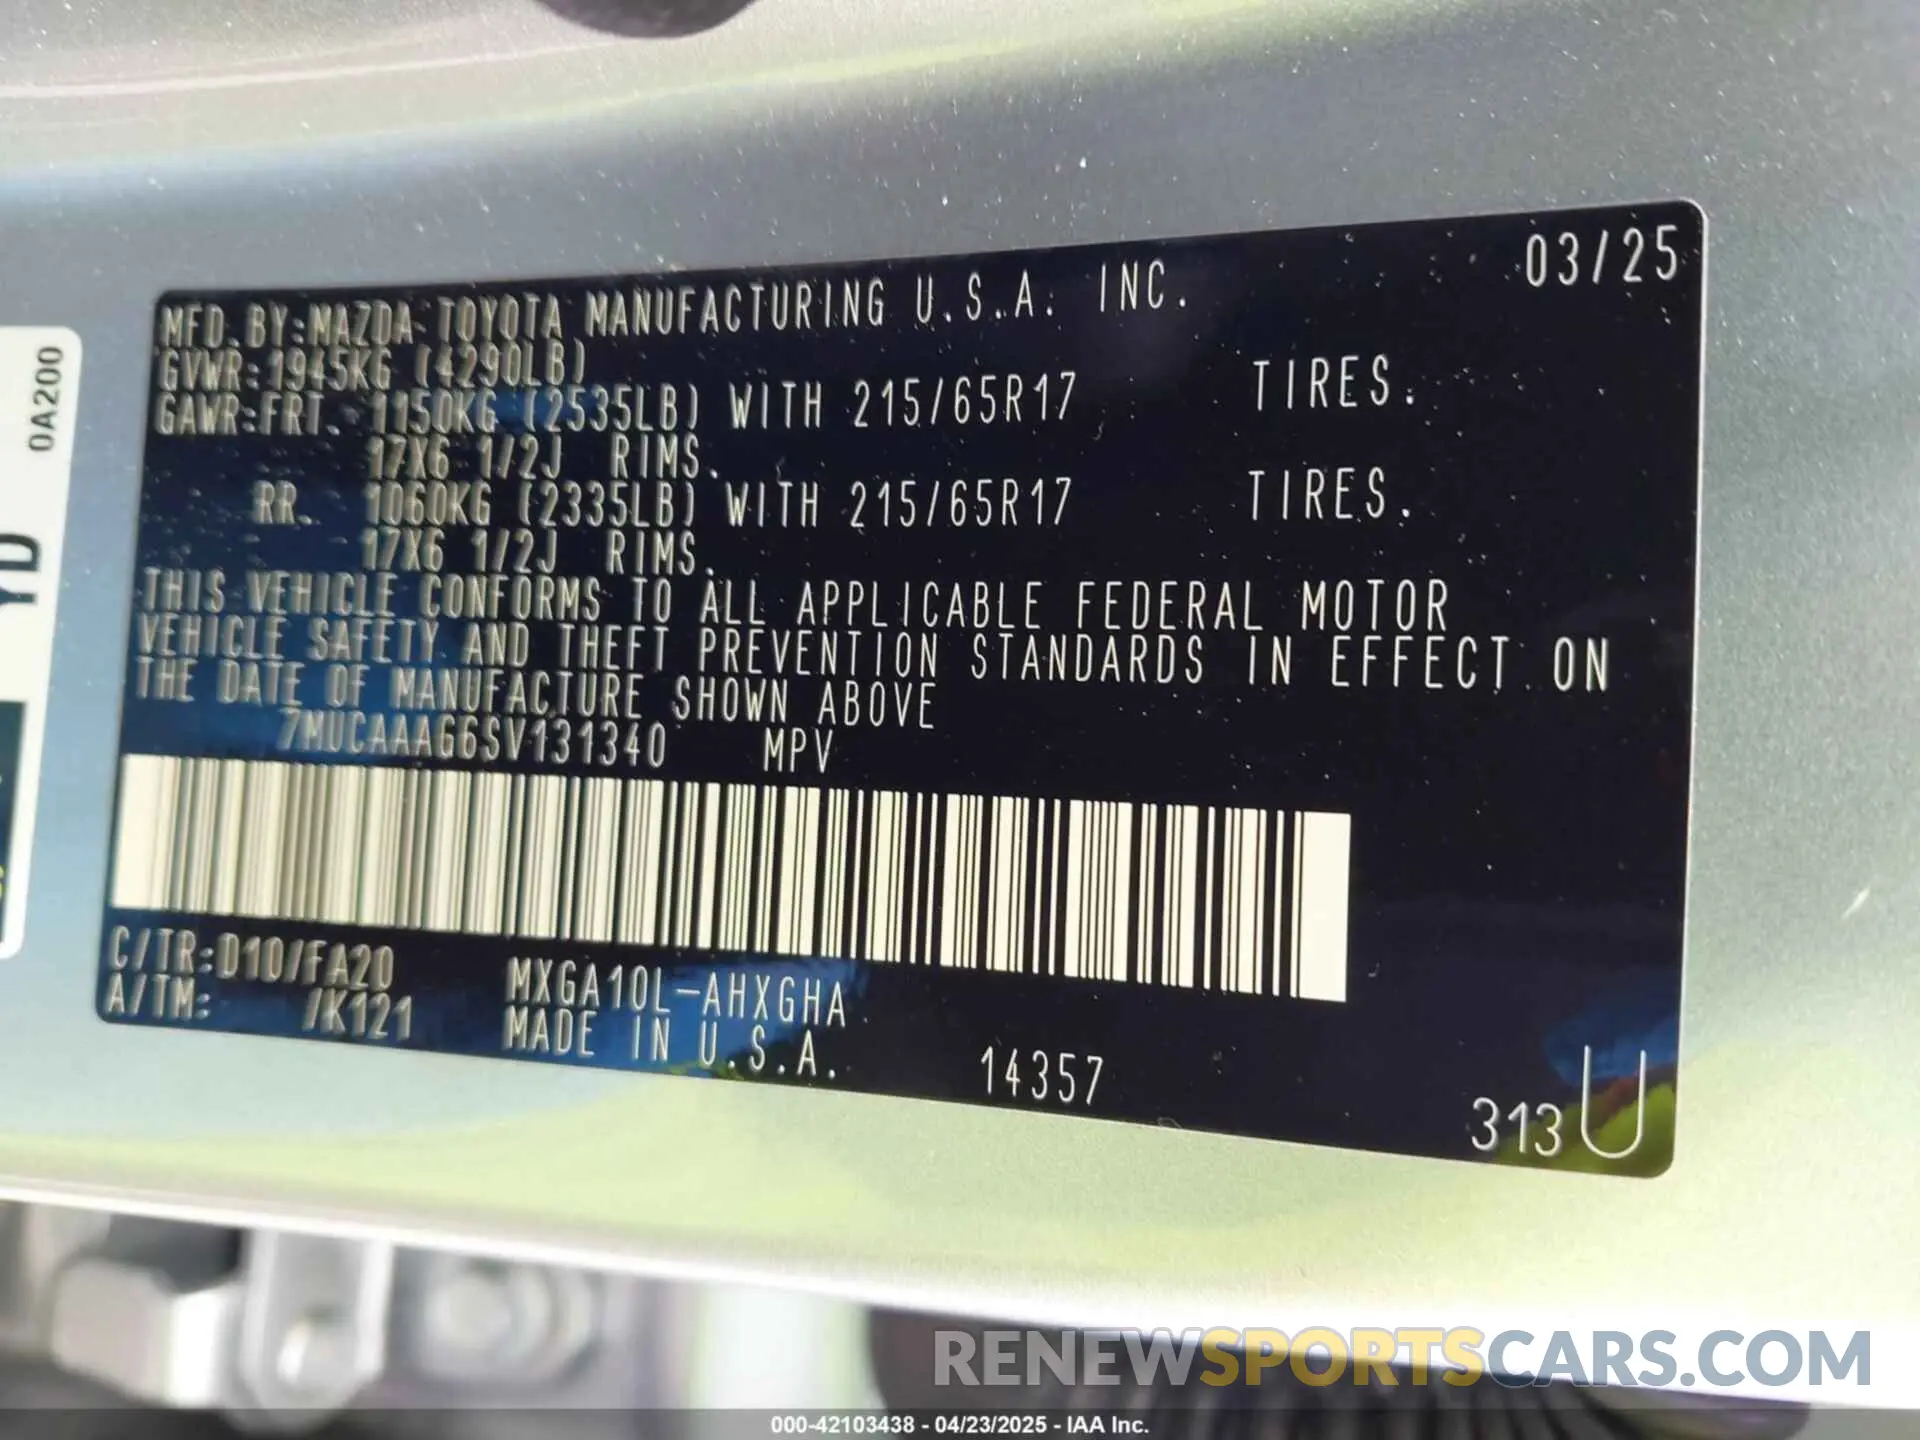 03/25
MFD. BY:MAZDA TOYOTA MANUFACTURING U.S.A. INC.
GVWR:1945KG (4290LB)
GAWR:FRT. 1150KG (2535LB) WITH 215/65R17 TIRES.
17X6 1/2J RIMS.
RR. 1060KG (2335LB) WITH 215/65R17 TIRES.
17X6 1/2J RIMS.
THIS VEHICLE CONFORMS TO ALL APPLICABLE FEDERAL MOTOR
VEHICLE SAFETY AND THEFT PREVENTION STANDARDS IN EFFECT ON
THE DATE OF MANUFACTURE SHOWN ABOVE
7MUCAAAG6SV131340 MPV
C/TR:D10/FA20 MXGA10L-AHXGHA
A/TM: /K121 MADE IN U.S.A. 14357
313U
0A200
YD
RENEWSPORTSCARS.COM
000-42103438 - 04/23/2025 - IAA Inc.